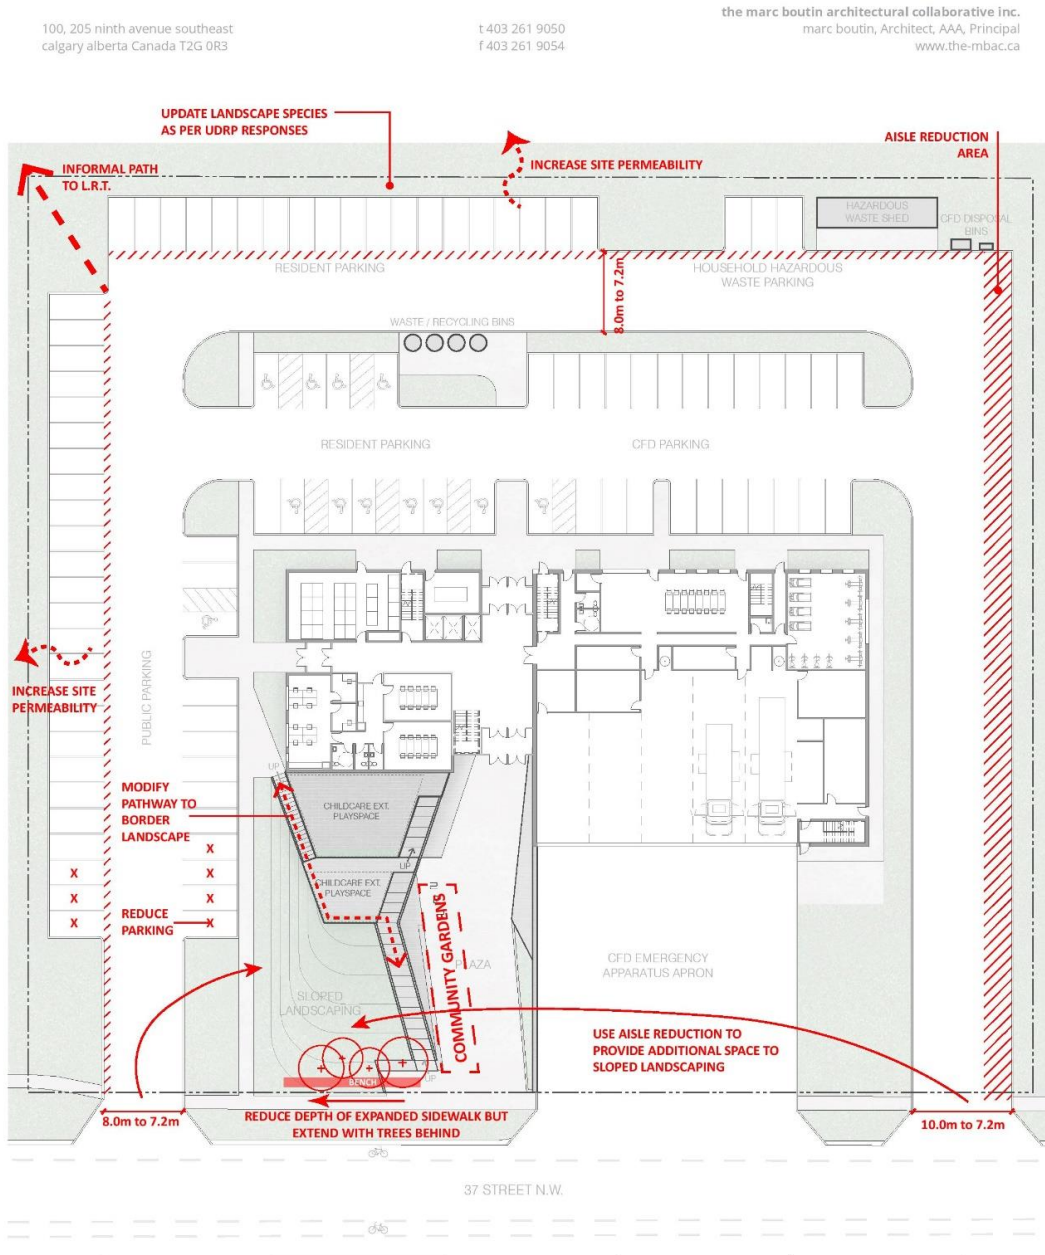 the marc boutin architectural collaborative inc.
100, 205 ninth avenue southeast
t 403 261 9050
marc boutin, Architect, AAA, Principal
calgary alberta Canada T2G 0R3
f 403 261 9054
www.the-mbac.ca
UPDATE LANDSCAPE SPECIES
AS PER UDRP RESPONSES
AISLE REDUCTION
AREA
INFORMAL PATH
TO L.R.T.
INCREASE SITE PERMEABILITY
HAZARDOUS
WASTE SHED
CFD DISPOSAL
BINS
RESIDENT PARKING
8.0m to 7.2m
HOUSEHOLD HAZARDOUS
WASTE PARKING
WASTE / RECYCLING BINS
RESIDENT PARKING
CFD PARKING
INCREASE SITE
PERMEABILITY
PUBLIC PARKING
UP
MODIFY
PATHWAY TO
BORDER
LANDSCAPE
CHILDCARE EXT.
PLAYSPACE
X
UP
X
X
CHILDCARE EXT.
PLAYSPACE
X
X
REDUCE
PARKING
X
X
COMMUNITY GARDENS
PLAZA
CFD EMERGENCY
APPARATUS APRON
SLOPED
LANDSCAPING
USE AISLE REDUCTION TO
PROVIDE ADDITIONAL SPACE TO
SLOPED LANDSCAPING
BENCH
UP
8.0m to 7.2m
REDUCE DEPTH OF EXPANDED SIDEWALK BUT
EXTEND WITH TREES BEHIND
10.0m to 7.2m
37 STREET N.W.